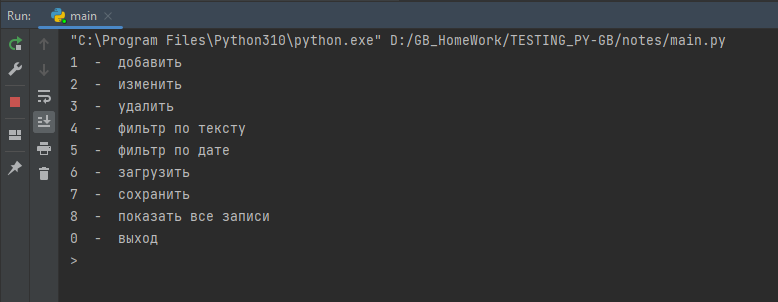 Run: main
"C:\Program Files\Python310\python.exe" D:/GB_HomeWork/TESTING_PY-GB/notes/main.py
1 - добавить
2 - изменить
3 - удалить
4 - фильтр по тексту
5 - фильтр по дате
6 - загрузить
7 - сохранить
8 - показать все записи
0 - выход
>